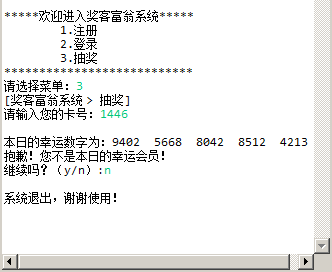 *****欢迎进入奖客富翁系统*****
1.注册
2.登录
3.抽奖
***************************
请选择菜单：3
[奖客富翁系统 > 抽奖]
请输入您的卡号：1446
本日的幸运数字为：9402 5668 8042 8512 4213
抱歉！您不是本日的幸运会员！
继续吗？（y/n）:n
系统退出，谢谢使用！